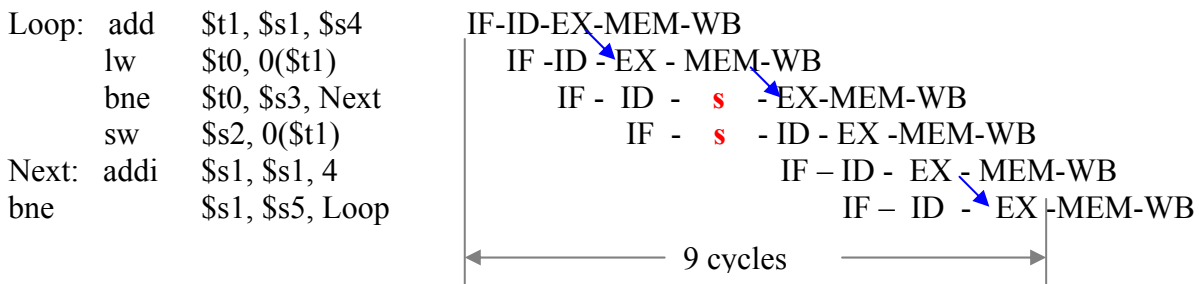 Loop: add $t1, $s1, $s4 IF-ID-EX-MEM-WB
lw $t0, 0($t1) IF -ID - EX - MEM-WB
bne $t0, $s3, Next IF - ID - s - EX-MEM-WB
sw $s2, 0($t1) IF - s - ID - EX -MEM-WB
Next: addi $s1, $s1, 4 IF – ID - EX - MEM-WB
bne $s1, $s5, Loop IF – ID - EX -MEM-WB
9 cycles